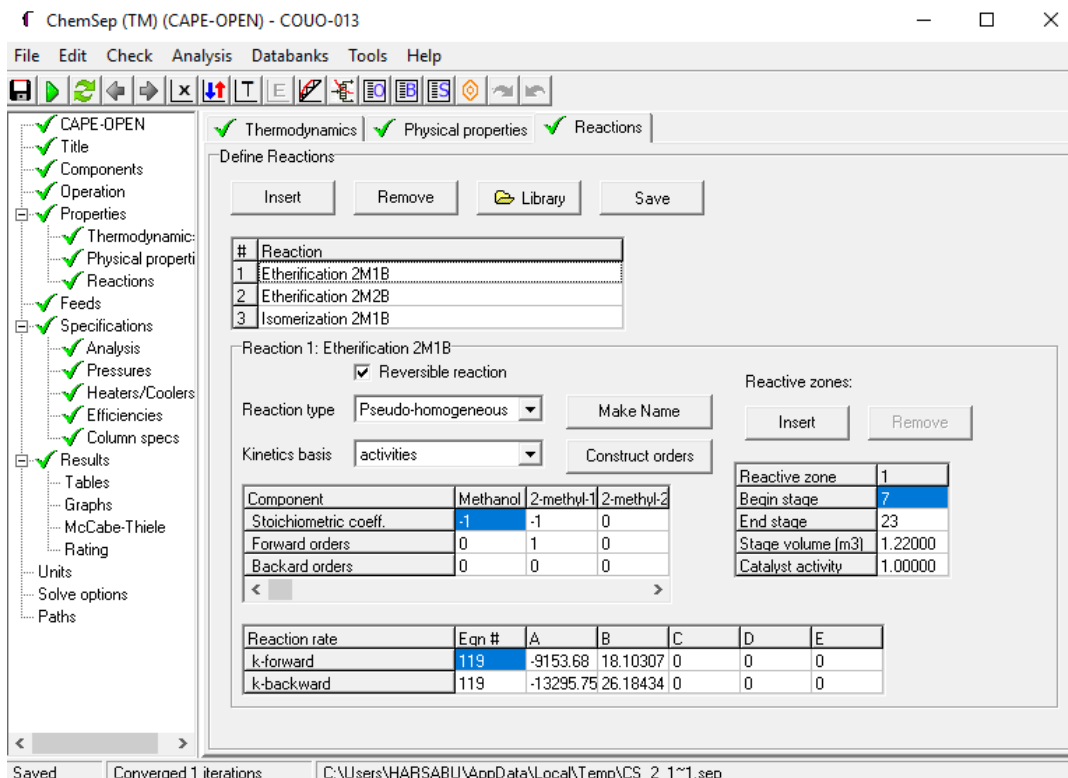 ChemSep (TM) (CAPE-OPEN) - COUO-013
File Edit Check Analysis Databanks Tools Help
CAPE-OPEN
Title
Components
Operation
Properties
Thermodynamic:
Physical properti
Reactions
Feeds
Specifications
Analysis
Pressures
Heaters/Coolers
Efficiencies
Column specs
Results
Tables
Graphs
McCabe-Thiele
Rating
Units
Solve options
Paths
Thermodynamics Physical properties Reactions
Define Reactions
Insert Remove Library Save
# Reaction
1 Etherification 2M1B
2 Etherification 2M2B
3 Isomerization 2M1B
Reaction 1: Etherification 2M1B
Reversible reaction
Reaction type Pseudo-homogeneous Make Name
Kinetics basis activities Construct orders
Component Methanol 2-methyl-1 2-methyl-2
Stoichiometric coeff. -1 -1 0
Forward orders 0 1 0
Backard orders 0 0 0
Reactive zones:
Insert Remove
Reactive zone 1
Begin stage 7
End stage 23
Stage volume (m3) 1.22000
Catalyst activity 1.00000
Reaction rate Eqn # A B C D E
k-forward 119 -9153.68 18.10307 0 0 0
k-backward 119 -13295.75 26.18434 0 0 0
Saved Converged 1 iterations C:\Users\HARSABU\AppData\Local\Temp\CS_2_1~1.sep